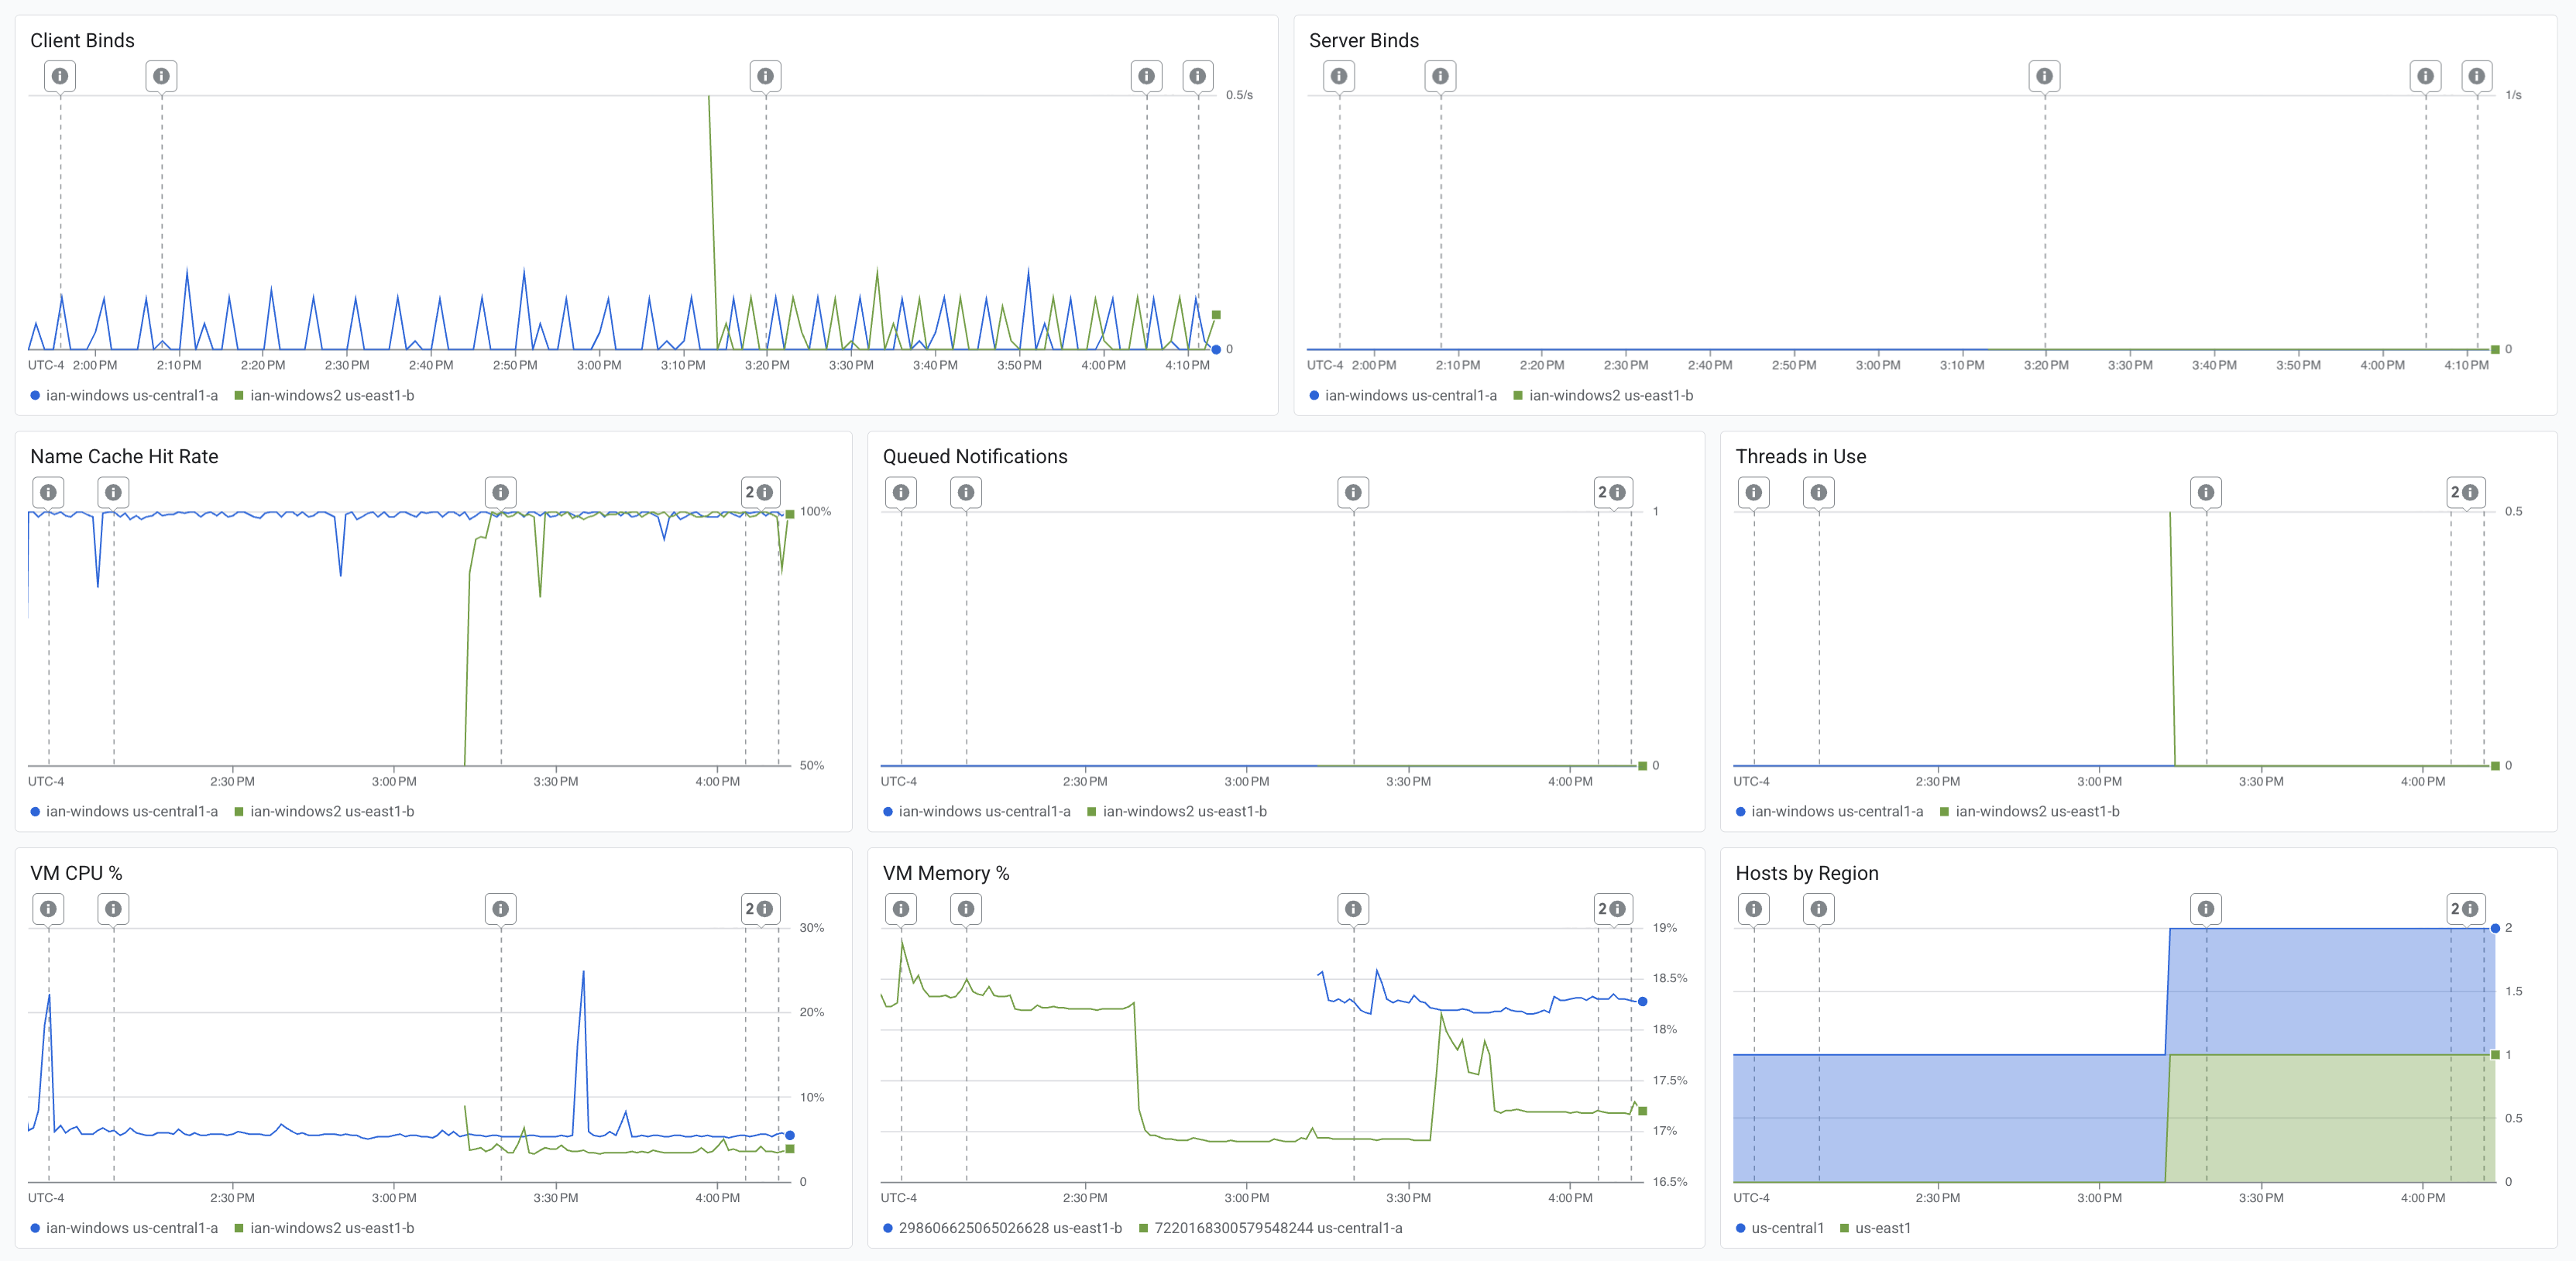 Client Binds
0.5/s
0
UTC-4 2:00 PM 2:10 PM 2:20 PM 2:30 PM 2:40 PM 2:50 PM 3:00 PM 3:10 PM 3:20 PM 3:30 PM 3:40 PM 3:50 PM 4:00 PM 4:10 PM
ian-windows us-central1-a ian-windows2 us-east1-b
Server Binds
1/s
0
UTC-4 2:00 PM 2:10 PM 2:20 PM 2:30 PM 2:40 PM 2:50 PM 3:00 PM 3:10 PM 3:20 PM 3:30 PM 3:40 PM 3:50 PM 4:00 PM 4:10 PM
ian-windows us-central1-a ian-windows2 us-east1-b
Name Cache Hit Rate
2
100%
50%
UTC-4 2:30 PM 3:00 PM 3:30 PM 4:00 PM
ian-windows us-central1-a ian-windows2 us-east1-b
Queued Notifications
2
1
0
UTC-4 2:30 PM 3:00 PM 3:30 PM 4:00 PM
ian-windows us-central1-a ian-windows2 us-east1-b
Threads in Use
2
0.5
0
UTC-4 2:30 PM 3:00 PM 3:30 PM 4:00 PM
ian-windows us-central1-a ian-windows2 us-east1-b
VM CPU %
2
30%
20%
10%
0
UTC-4 2:30 PM 3:00 PM 3:30 PM 4:00 PM
ian-windows us-central1-a ian-windows2 us-east1-b
VM Memory %
2
19%
18.5%
18%
17.5%
17%
16.5%
UTC-4 2:30 PM 3:00 PM 3:30 PM 4:00 PM
298606625065026628 us-east1-b 7220168300579548244 us-central1-a
Hosts by Region
2
2
1.5
1
0.5
0
UTC-4 2:30 PM 3:00 PM 3:30 PM 4:00 PM
us-central1 us-east1